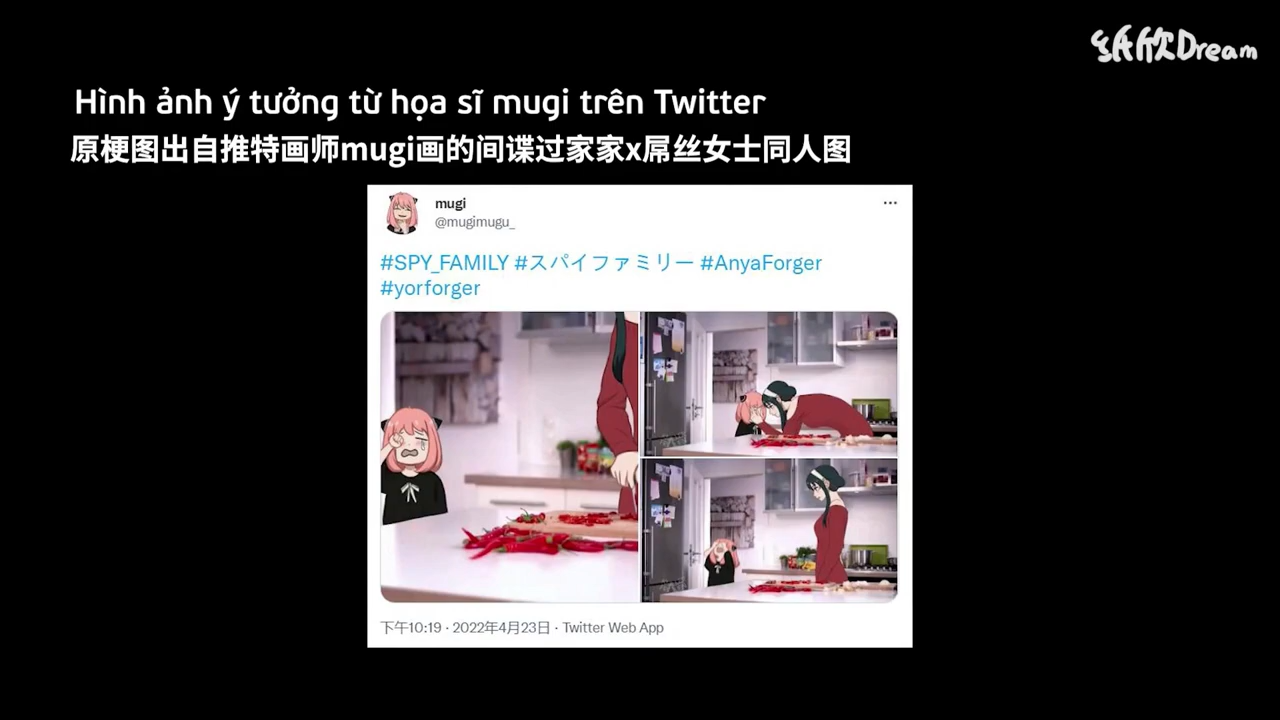 纸欣Dream
Hình ảnh ý tưởng từ họa sĩ mugi trên Twitter
原梗图出自推特画师mugi画的间谍过家家x屌丝女士同人图
mugi
@mugimugu_
#SPY_FAMILY #スパイファミリー #AnyaForger
#yorforger
下午10:19 · 2022年4月23日 · Twitter Web App